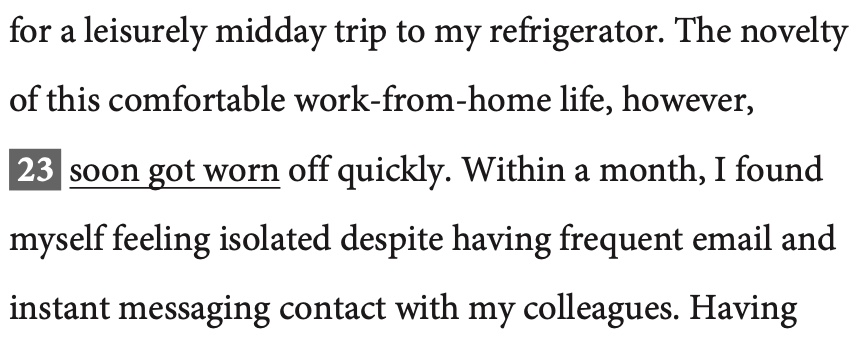 for a leisurely midday trip to my refrigerator. The novelty
of this comfortable work-from-home life, however,
23 soon got worn off quickly. Within a month, I found
myself feeling isolated despite having frequent email and
instant messaging contact with my colleagues. Having